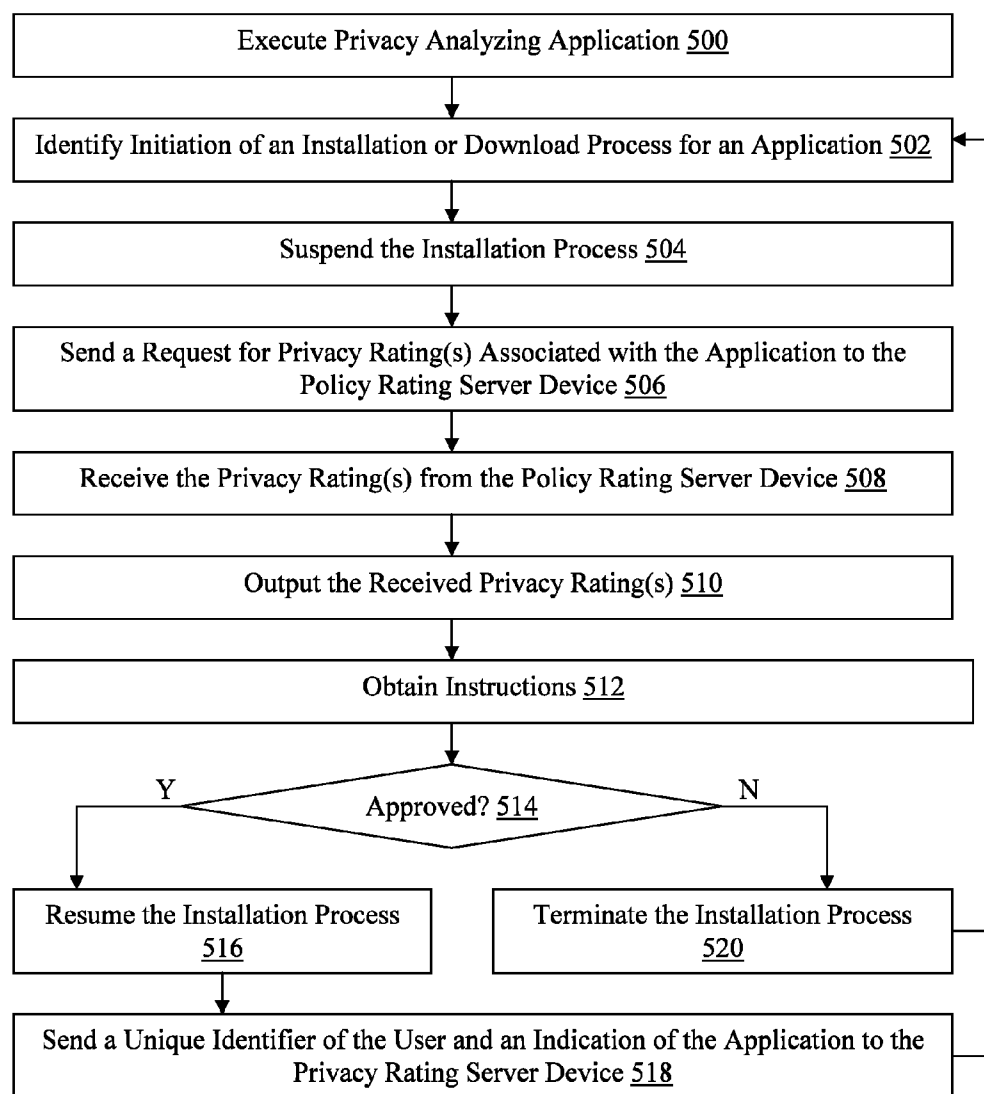 Execute Privacy Analyzing Application 500
Identify Initiation of an Installation or Download Process for an Application 502
Suspend the Installation Process 504
Send a Request for Privacy Rating(s) Associated with the Application to the
Policy Rating Server Device 506
Receive the Privacy Rating(s) from the Policy Rating Server Device 508
Output the Received Privacy Rating(s) 510
Obtain Instructions 512
Y
Approved? 514
N
Resume the Installation Process
516
Terminate the Installation Process
520
Send a Unique Identifier of the User and an Indication of the Application to the
Privacy Rating Server Device 518